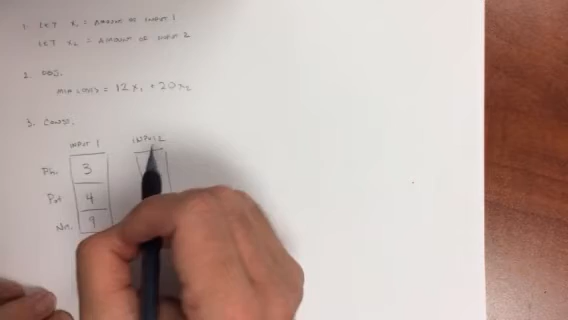 1. LET X1 = AMOUNT OF INPUT 1
LET X2 = AMOUNT OF INPUT 2
2. OBJ.
MIN COSTS = 12X1 + 20X2
3. CONST.
INPUT 1 INPUT 2
PH. 3
POT 4
NIT. 9